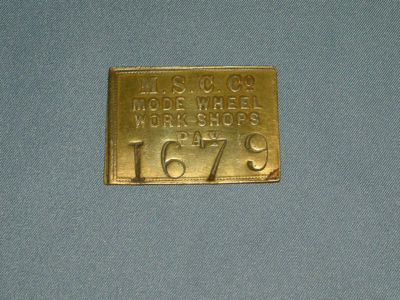 M.S.C. Co
MODE WHEEL
WORK-SHOPS
PAY
1679